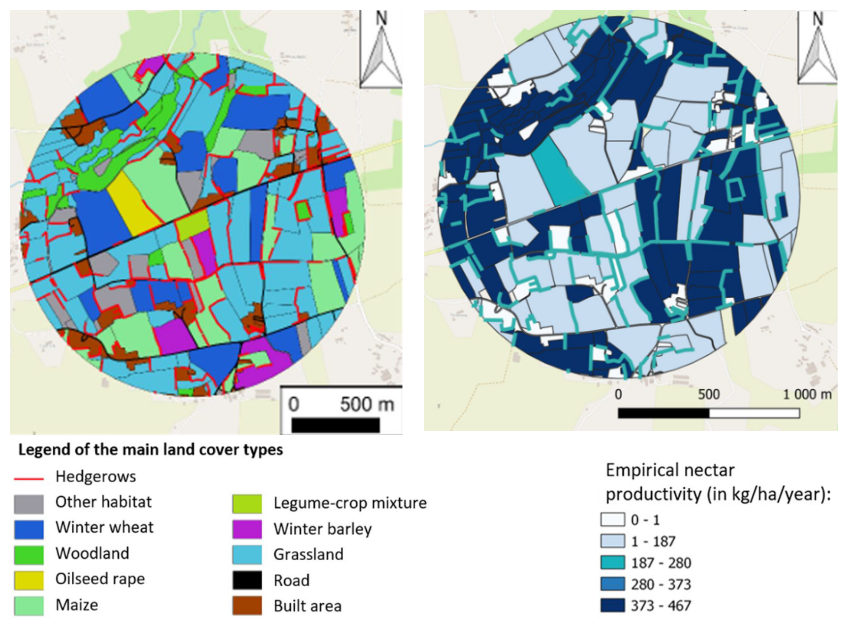 N
N
0 500 m
0 500 1 000 m
Legend of the main land cover types
Hedgerows
Other habitat
Winter wheat
Woodland
Oilseed rape
Maize
Legume-crop mixture
Winter barley
Grassland
Road
Built area
Empirical nectar
productivity (in kg/ha/year):
0 - 1
1 - 187
187 - 280
280 - 373
373 - 467